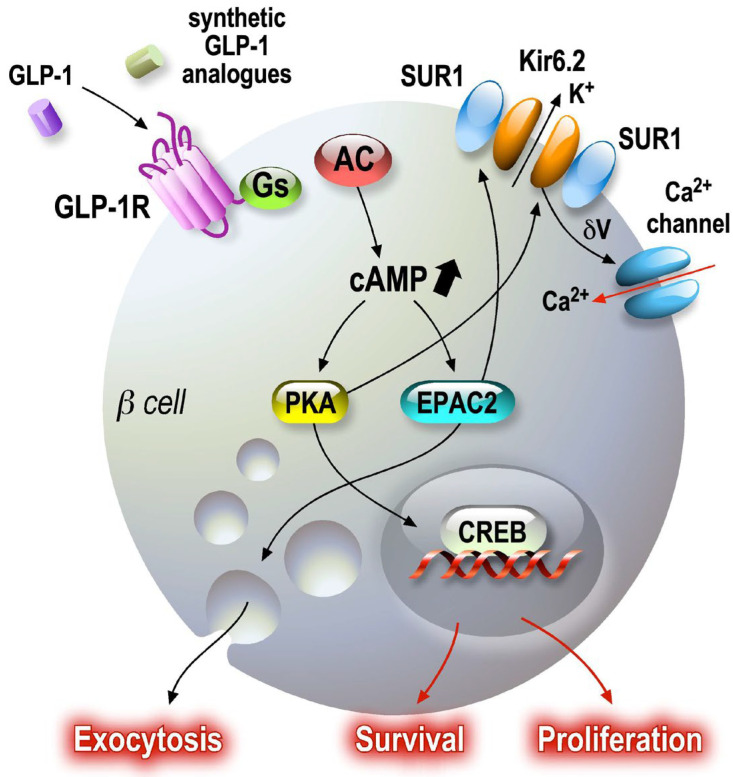 synthetic
GLP-1
analogues
GLP-1
GLP-1R
Gs
AC
SUR1
Kir6.2
K⁺
SUR1
Ca²⁺
channel
δV
Ca²⁺
cAMP
β cell
PKA
EPAC2
CREB
Exocytosis
Survival
Proliferation